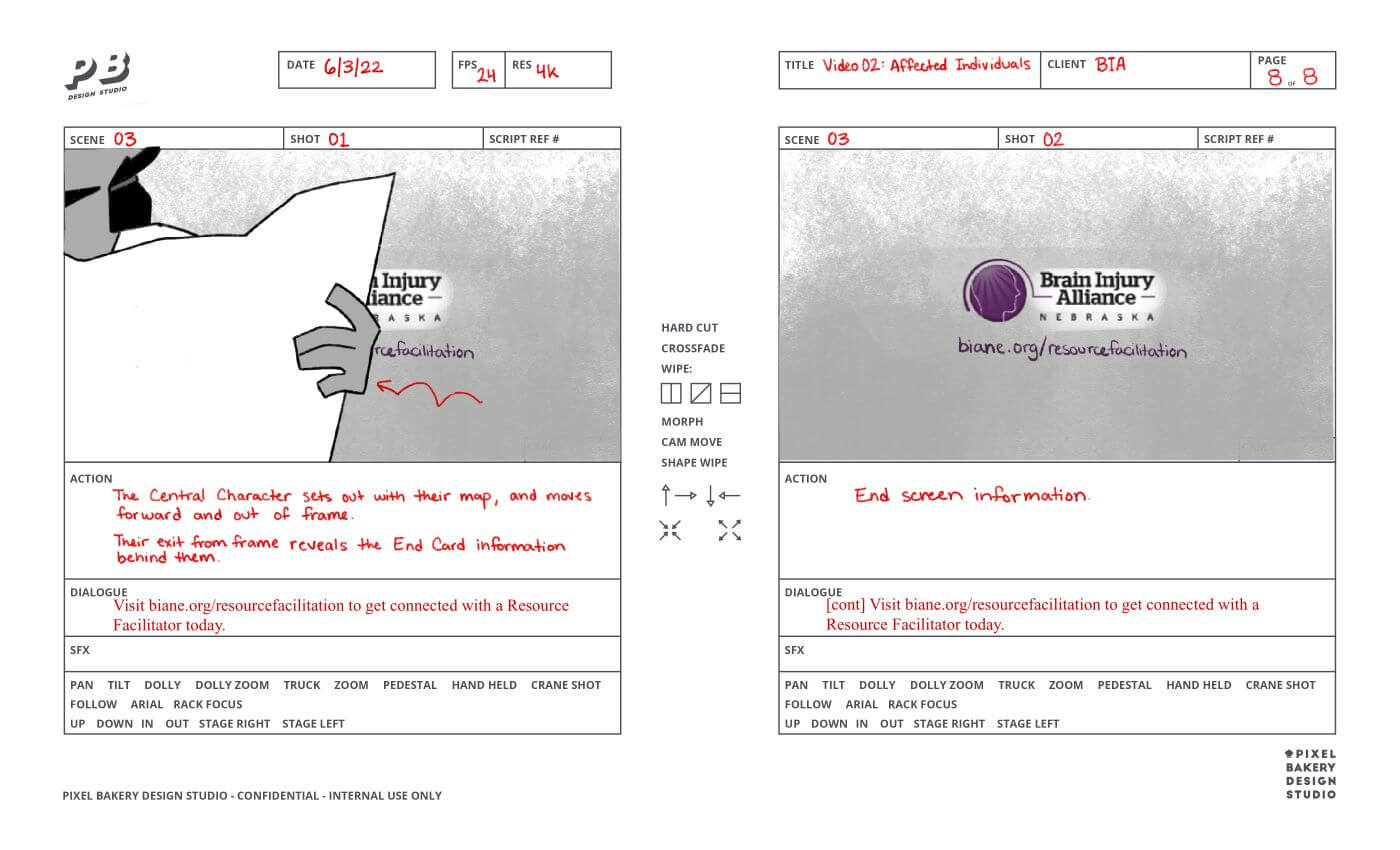 PB
DESIGN STUDIO
DATE 6/3/22
FPS 24
RES 4K
TITLE Video 02: Affected Individuals
CLIENT BIA
PAGE
8 OF 8
SCENE 03
SHOT 01
SCRIPT REF #
n Injury
liance
RASKA
rcefacilitation
ACTION
The Central Character sets out with their map, and moves
forward and out of frame.
Their exit from frame reveals the End Card information
behind them.
DIALOGUE
Visit biane.org/resourcefacilitation to get connected with a Resource
Facilitator today.
SFX
PAN TILT DOLLY DOLLY ZOOM TRUCK ZOOM PEDESTAL HAND HELD CRANE SHOT
FOLLOW ARIAL RACK FOCUS
UP DOWN IN OUT STAGE RIGHT STAGE LEFT
HARD CUT
CROSSFADE
WIPE:
MORPH
CAM MOVE
SHAPE WIPE
SCENE 03
SHOT 02
SCRIPT REF #
Brain Injury
Alliance
NEBRASKA
biane.org/resourcefacilitation
ACTION
End screen information.
DIALOGUE
[cont] Visit biane.org/resourcefacilitation to get connected with a
Resource Facilitator today.
SFX
PAN TILT DOLLY DOLLY ZOOM TRUCK ZOOM PEDESTAL HAND HELD CRANE SHOT
FOLLOW ARIAL RACK FOCUS
UP DOWN IN OUT STAGE RIGHT STAGE LEFT
PIXEL BAKERY DESIGN STUDIO - CONFIDENTIAL - INTERNAL USE ONLY
PIXEL
BAKERY
DESIGN
STUDIO